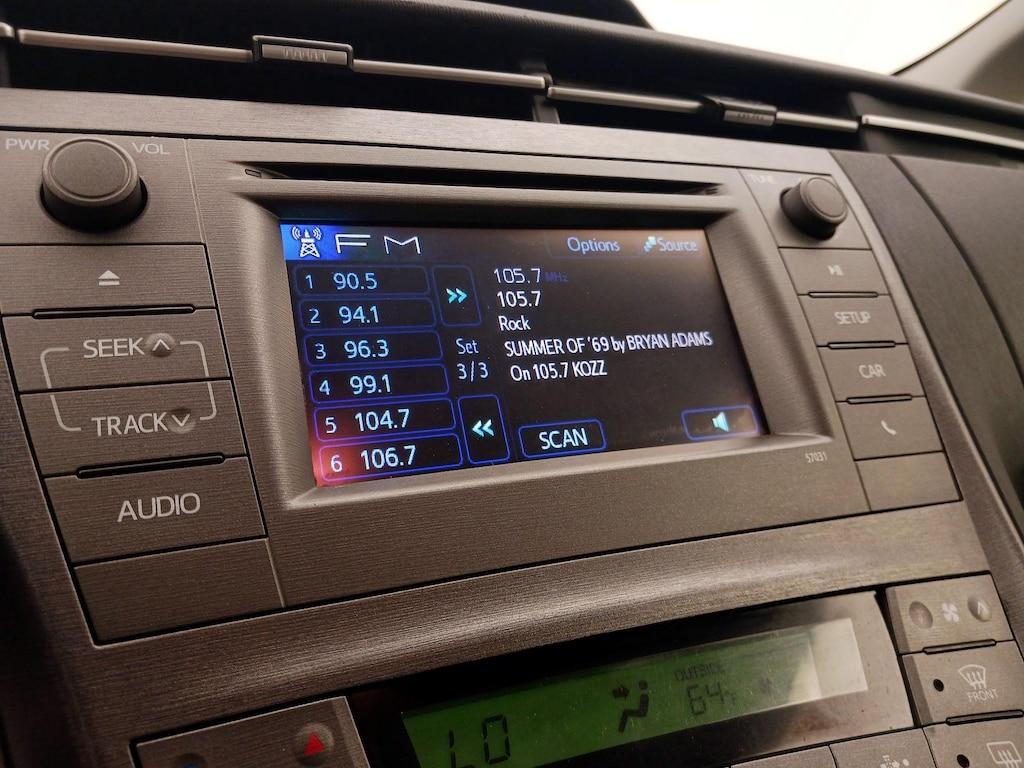 PWR
VOL
TUNE
FM
Options
Source
1 90.5
2 94.1
3 96.3
4 99.1
5 104.7
6 106.7
Set
3/3
105.7 MHz
105.7
Rock
SUMMER OF '69 by BRYAN ADAMS
On 105.7 KOZZ
SCAN
SEEK
TRACK
AUDIO
SETUP
CAR
57031
OUTSIDE
64°F
LO
FRONT